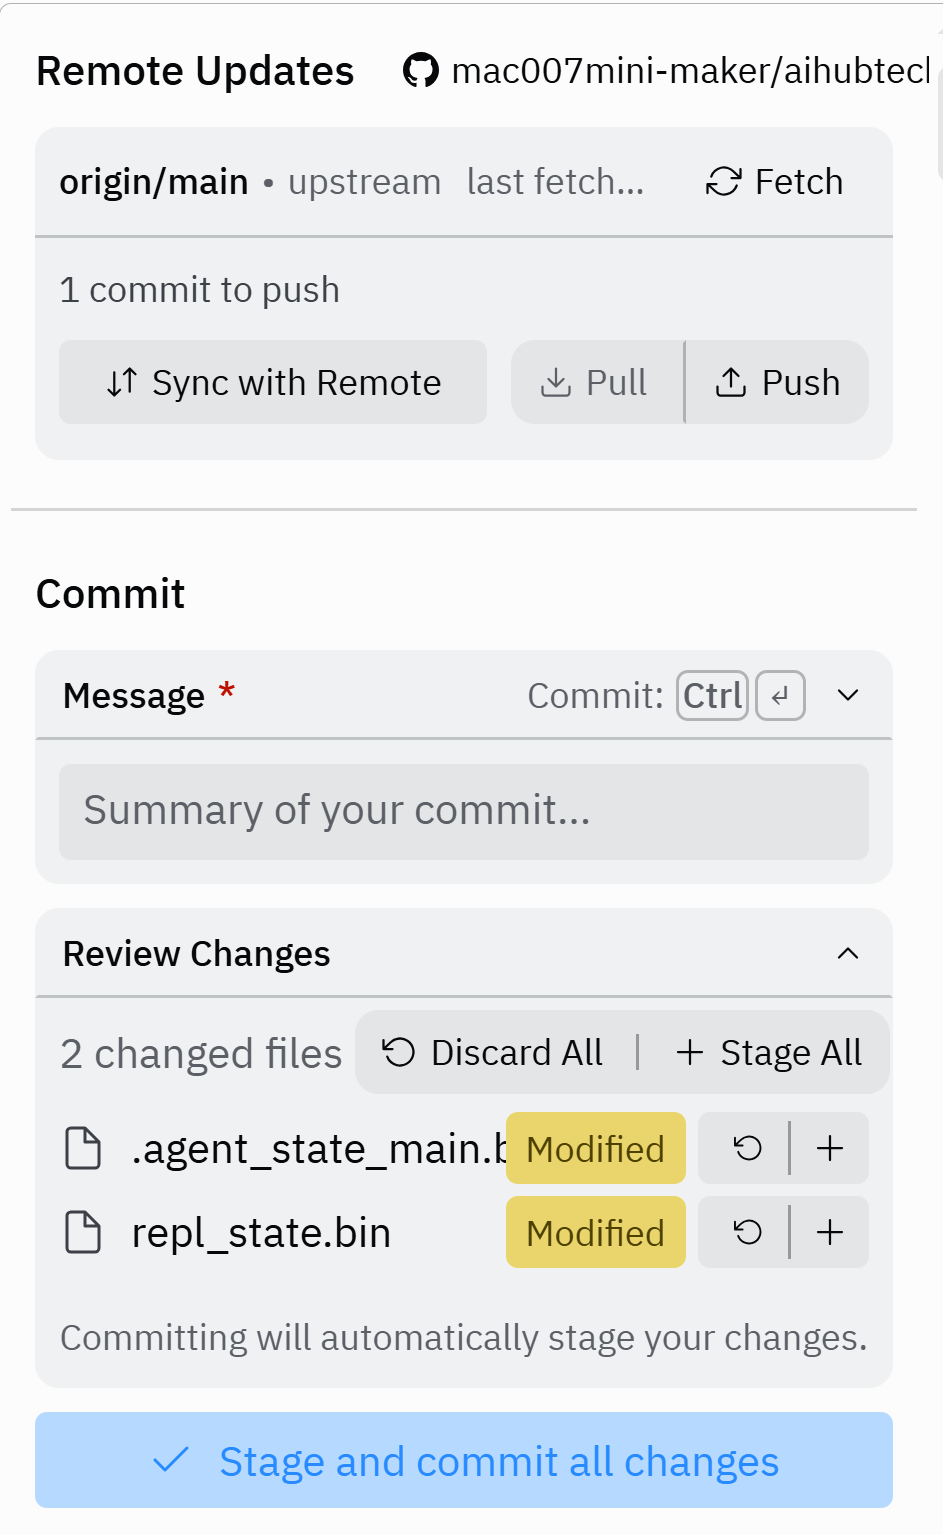 Remote Updates mac007mini-maker/aihubtecl
origin/main • upstream last fetch... Fetch
1 commit to push
Sync with Remote Pull Push
Commit
Message * Commit: Ctrl ↵
Summary of your commit...
Review Changes
2 changed files Discard All Stage All
.agent_state_main.b Modified
repl_state.bin Modified
Committing will automatically stage your changes.
Stage and commit all changes